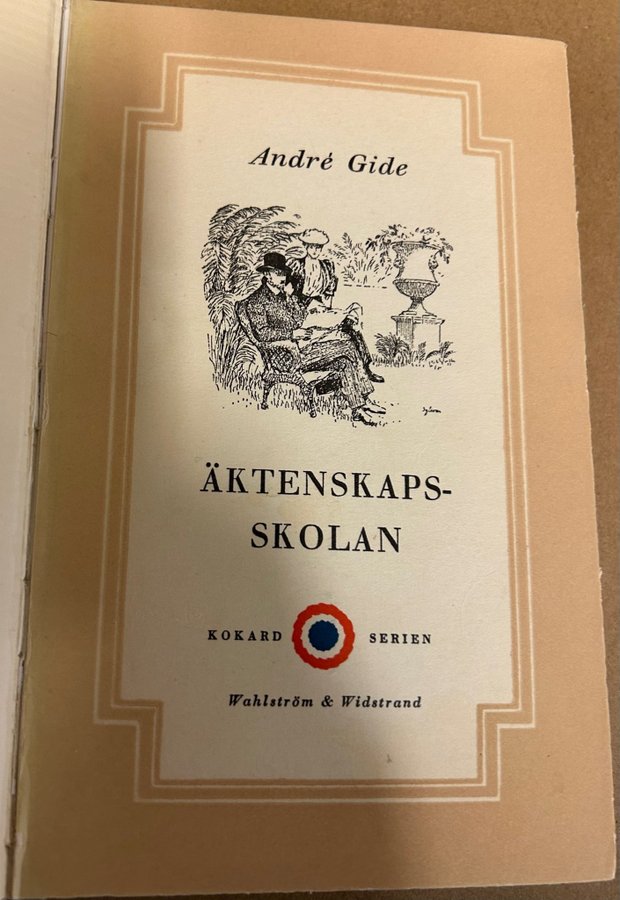 André Gide
ÄKTENSKAPS-
SKOLAN
KOKARD SERIEN
Wahlström & Widstrand